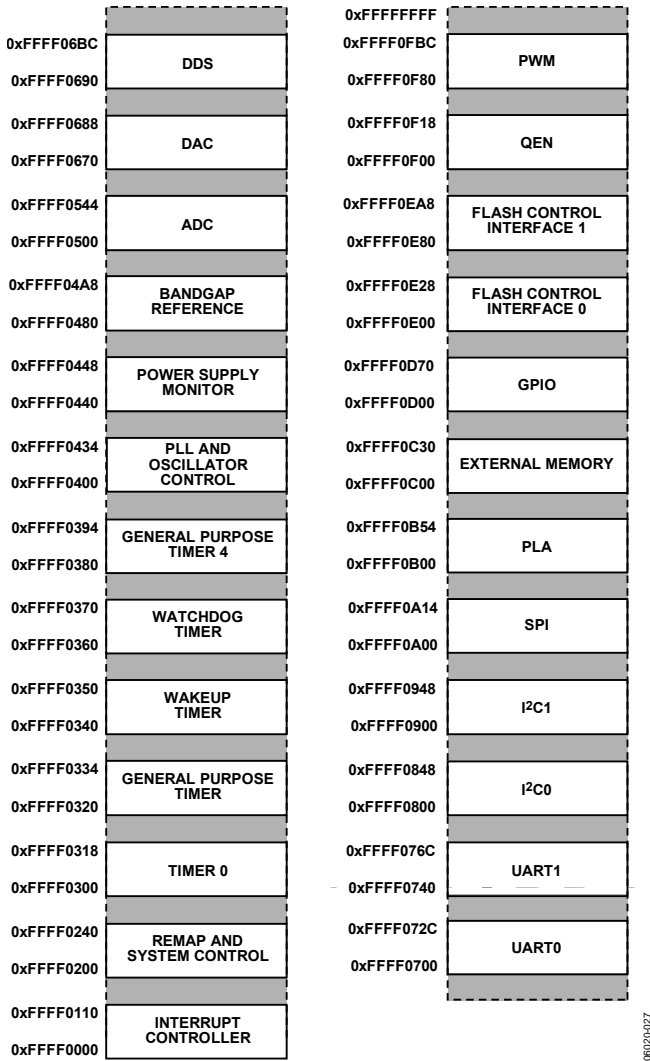 0xFFFF06BC
DDS
0xFFFF0690
0xFFFF0688
DAC
0xFFFF0670
0xFFFF0544
ADC
0xFFFF0500
0xFFFF04A8
BANDGAP
REFERENCE
0xFFFF0480
0xFFFF0448
POWER SUPPLY
MONITOR
0xFFFF0440
0xFFFF0434
PLL AND
OSCILLATOR
CONTROL
0xFFFF0400
0xFFFF0394
GENERAL PURPOSE
TIMER 4
0xFFFF0380
0xFFFF0370
WATCHDOG
TIMER
0xFFFF0360
0xFFFF0350
WAKEUP
TIMER
0xFFFF0340
0xFFFF0334
GENERAL PURPOSE
TIMER
0xFFFF0320
0xFFFF0318
TIMER 0
0xFFFF0300
0xFFFF0240
REMAP AND
SYSTEM CONTROL
0xFFFF0200
0xFFFF0110
INTERRUPT
CONTROLLER
0xFFFF0000
0xFFFFFFFF
0xFFFF0FBC
PWM
0xFFFF0F80
0xFFFF0F18
QEN
0xFFFF0F00
0xFFFF0EA8
FLASH CONTROL
INTERFACE 1
0xFFFF0E80
0xFFFF0E28
FLASH CONTROL
INTERFACE 0
0xFFFF0E00
0xFFFF0D70
GPIO
0xFFFF0D00
0xFFFF0C30
EXTERNAL MEMORY
0xFFFF0C00
0xFFFF0B54
PLA
0xFFFF0B00
0xFFFF0A14
SPI
0xFFFF0A00
0xFFFF0948
I2C1
0xFFFF0900
0xFFFF0848
I2C0
0xFFFF0800
0xFFFF076C
UART1
0xFFFF0740
0xFFFF072C
UART0
0xFFFF0700
06020-027